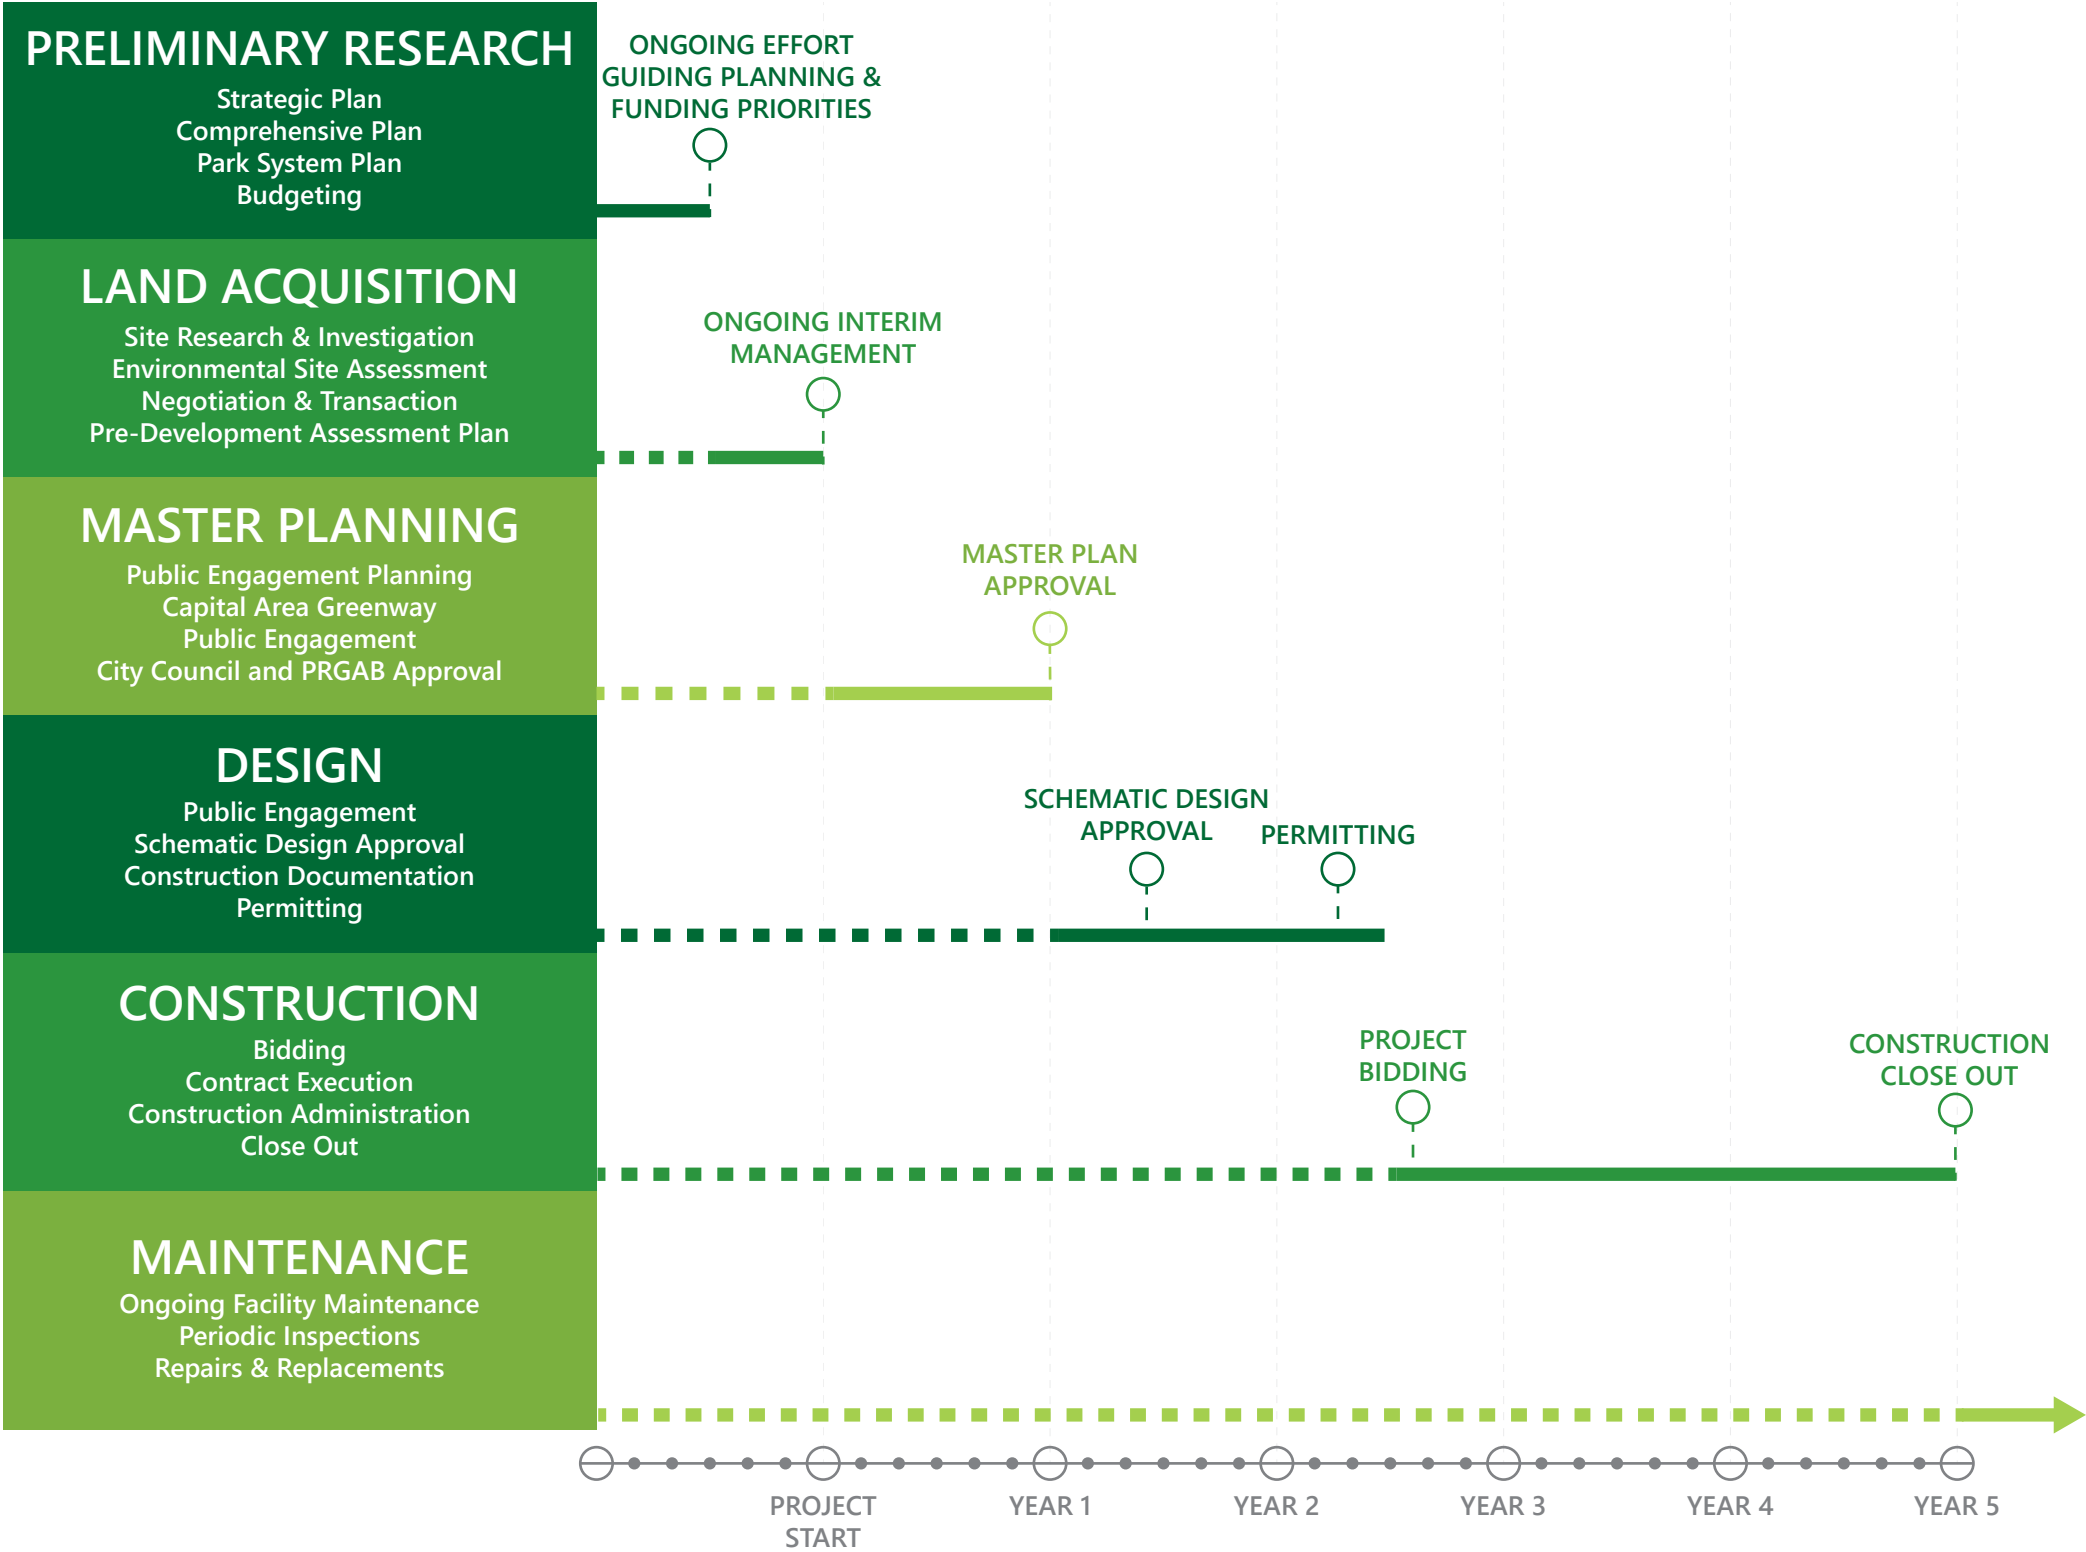 PRELIMINARY RESEARCH
Strategic Plan
Comprehensive Plan
Park System Plan
Budgeting
ONGOING EFFORT
GUIDING PLANNING &
FUNDING PRIORITIES
LAND ACQUISITION
Site Research & Investigation
Environmental Site Assessment
Negotiation & Transaction
Pre-Development Assessment Plan
ONGOING INTERIM
MANAGEMENT
MASTER PLANNING
Public Engagement Planning
Capital Area Greenway
Public Engagement
City Council and PRGAB Approval
MASTER PLAN
APPROVAL
DESIGN
Public Engagement
Schematic Design Approval
Construction Documentation
Permitting
SCHEMATIC DESIGN
APPROVAL
PERMITTING
CONSTRUCTION
Bidding
Contract Execution
Construction Administration
Close Out
PROJECT
BIDDING
CONSTRUCTION
CLOSE OUT
MAINTENANCE
Ongoing Facility Maintenance
Periodic Inspections
Repairs & Replacements
PROJECT
START
YEAR 1
YEAR 2
YEAR 3
YEAR 4
YEAR 5